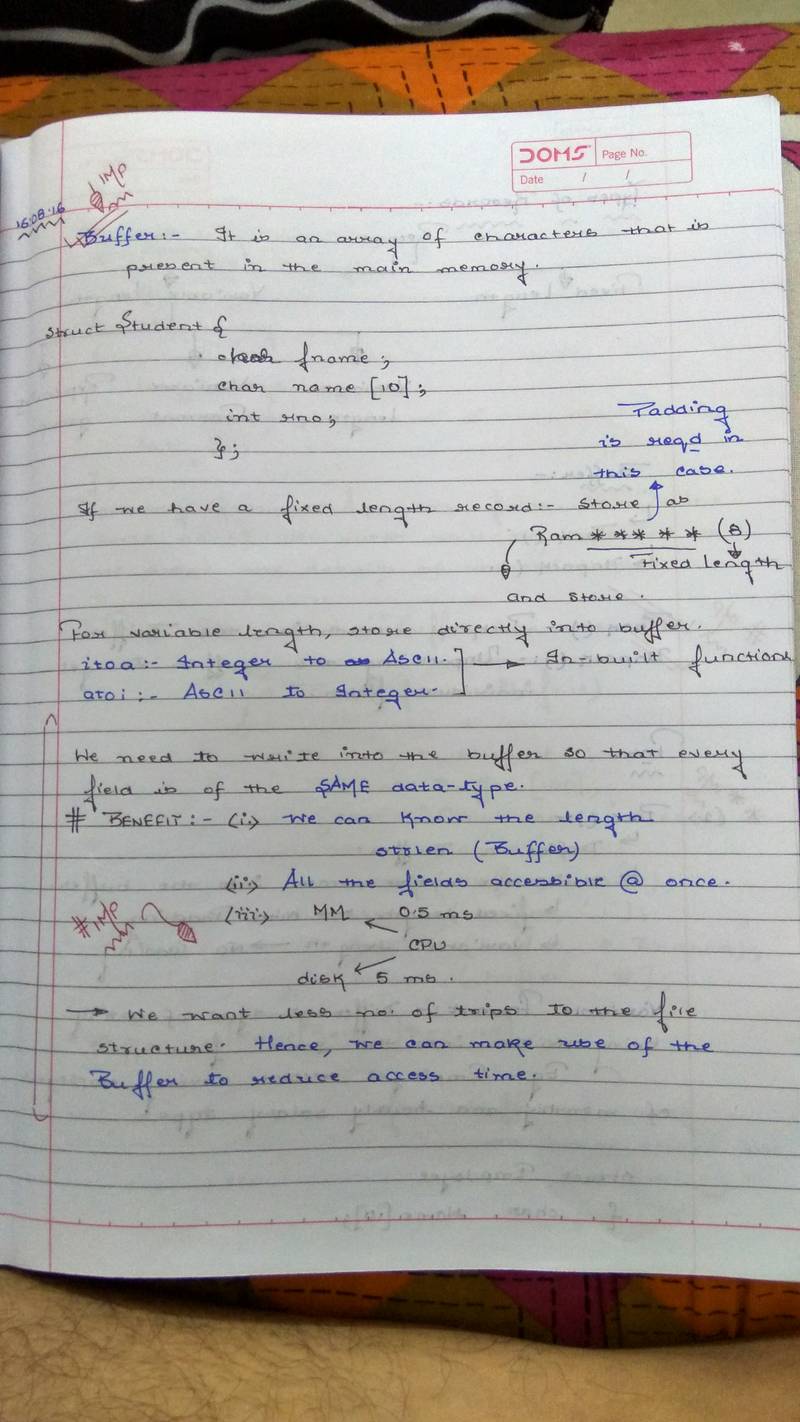 DOMS Page No.
Date / /
IMP
16.08.16
Buffer:- It is an array of characters that is
present in the main memory.
struct Student {
fname;
char name [10];
int rno;
};
Padding
is reqd in
this case.
If we have a fixed length record:- store as
Ram * * * * * (8)
Fixed length
and store.
For variable length, store directly into buffer.
itoa:- Integer to ASCII.
In-built functions
atoi:- ASCII to Integer.
We need to write into the buffer so that every
field is of the SAME data-type.
# BENEFIT:- (i) We can know the length
stolen (Buffer)
(ii) All the fields accessible @ once.
# IMP
(iii) MM 0.5 ms
CPU
disk 5 ms.
→ We want less no. of trips to the file
structure. Hence, we can make use of the
Buffer to reduce access time.